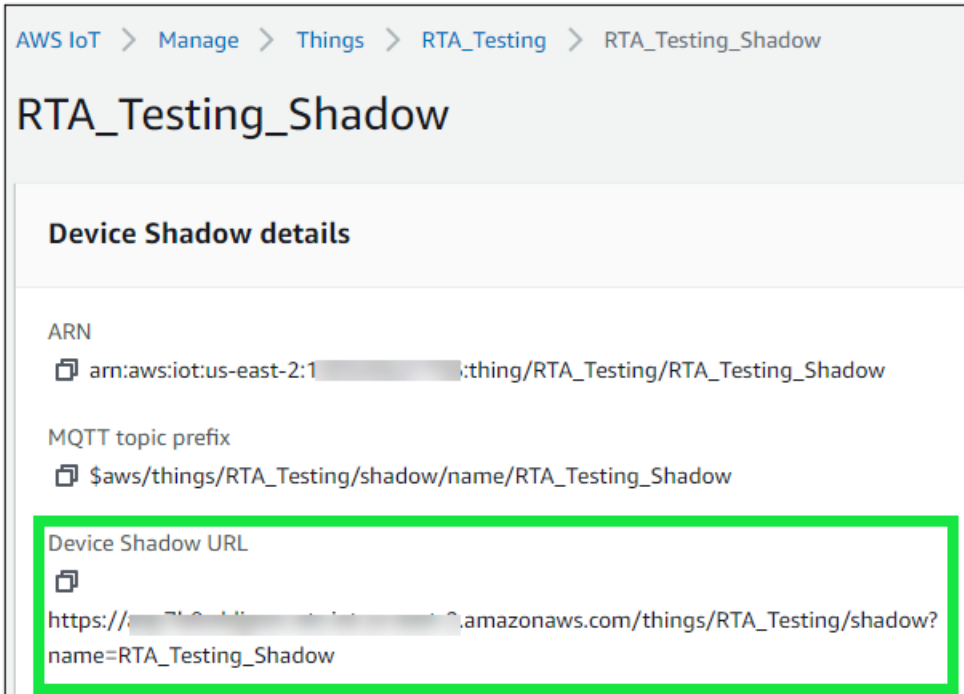 AWS IoT > Manage > Things > RTA_Testing > RTA_Testing_Shadow
RTA_Testing_Shadow
Device Shadow details
ARN
arn:aws:iot:us-east-2:1 :thing/RTA_Testing/RTA_Testing_Shadow
MQTT topic prefix
$aws/things/RTA_Testing/shadow/name/RTA_Testing_Shadow
Device Shadow URL
https:// .amazonaws.com/things/RTA_Testing/shadow?
name=RTA_Testing_Shadow